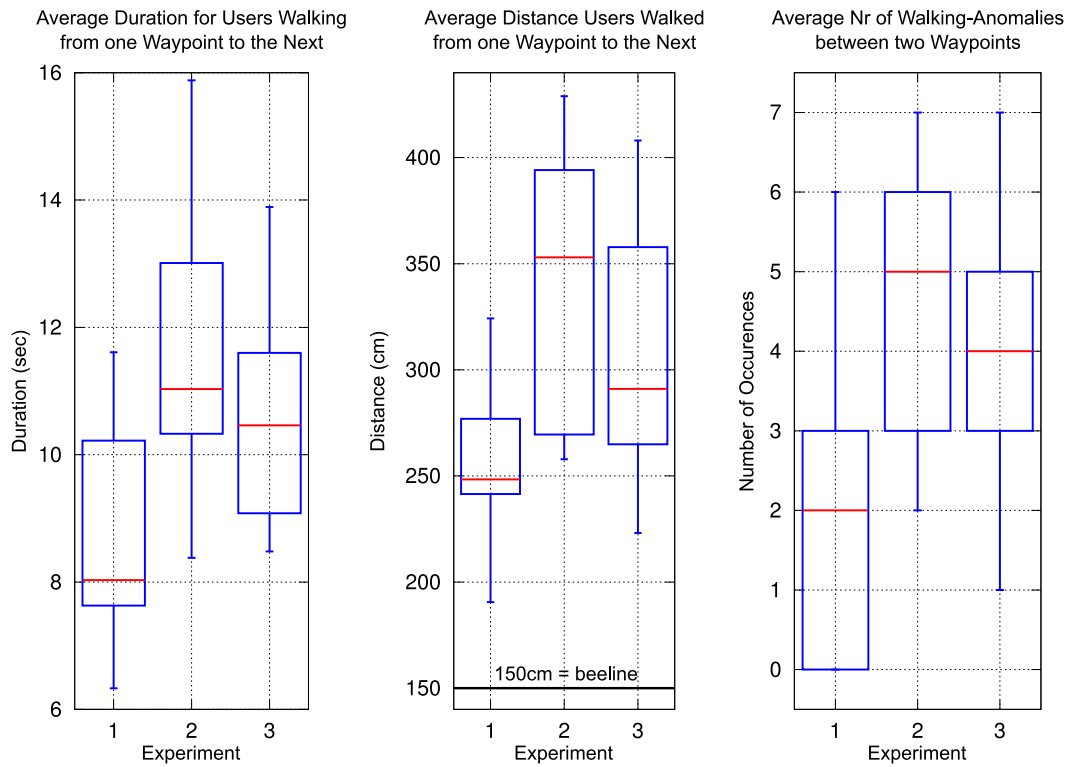 Average Duration for Users Walking
from one Waypoint to the Next
16
14
12
10
8
6
Duration (sec)
1 2 3
Experiment
Average Distance Users Walked
from one Waypoint to the Next
400
350
300
250
200
150
Distance (cm)
150cm = beeline
1 2 3
Experiment
Average Nr of Walking-Anomalies
between two Waypoints
7
6
5
4
3
2
1
0
Number of Occurences
1 2 3
Experiment